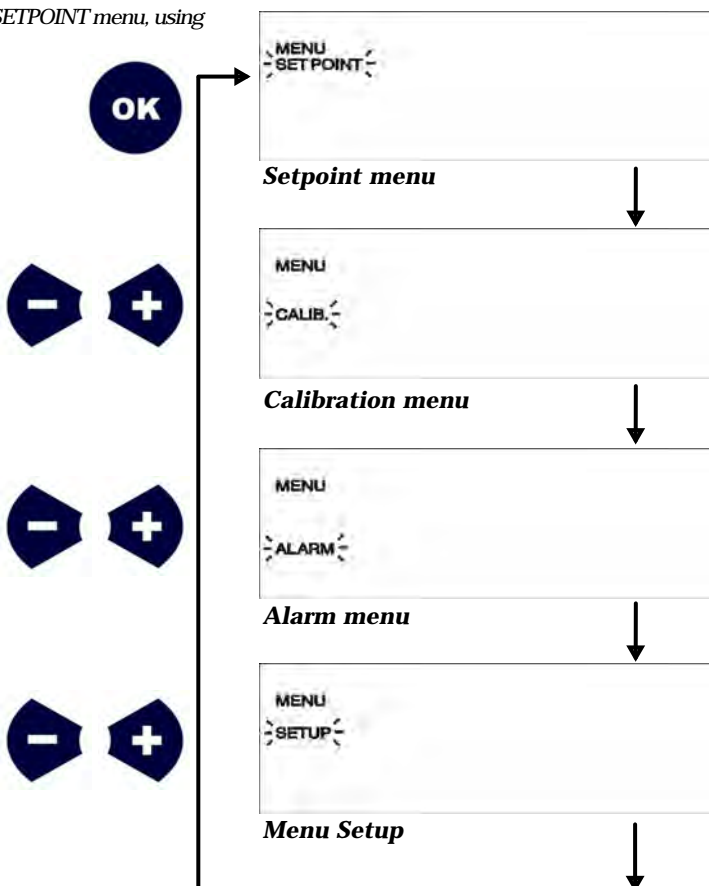 SETPOINT menu, using
OK
MENU
SET POINT
Setpoint menu
- +
MENU
CALIB.
Calibration menu
- +
MENU
ALARM
Alarm menu
- +
MENU
SETUP
Menu Setup